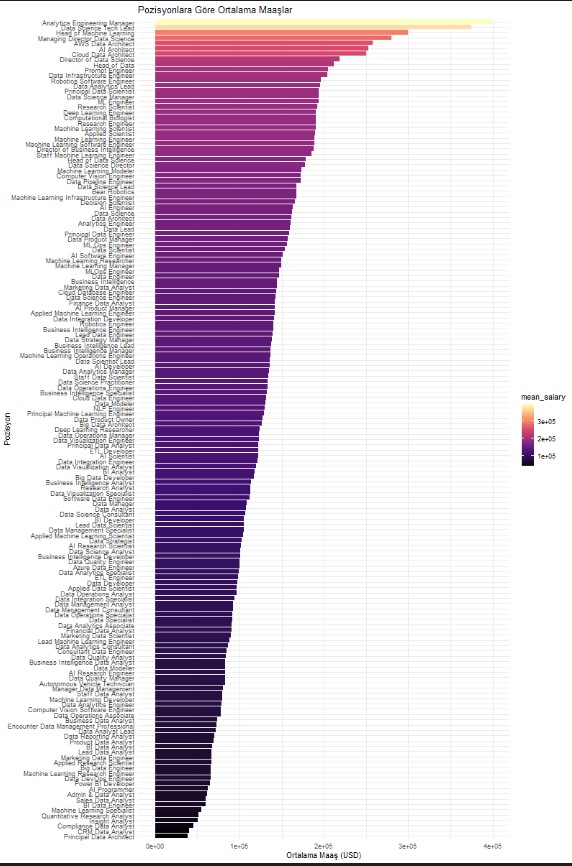 Pozisyonlara Göre Ortalama Maaşlar
Analytics Engineering Manager
Data Science Tech Lead
Head of Machine Learning
Managing Director Data Science
AWS Data Architect
AI Architect
Cloud Data Architect
Director of Data Science
Head of Data
Prompt Engineer
Data Infrastructure Engineer
Robotics Software Engineer
Data Analytics Lead
Principal Data Scientist
Data Science Manager
ML Engineer
Research Scientist
Deep Learning Engineer
Computational Biologist
Research Engineer
Machine Learning Scientist
Applied Scientist
Machine Learning Engineer
Machine Learning Software Engineer
Director of Business Intelligence
Staff Machine Learning Engineer
Head of Data Science
Data Science Director
Machine Learning Modeler
Computer Vision Engineer
Data Pipeline Engineer
Data Science Lead
Bear Robotics
Machine Learning Infrastructure Engineer
Decision Scientist
AI Engineer
Data Science
Data Architect
Analytics Engineer
Data Lead
Principal Data Engineer
Data Product Manager
ML Ops Engineer
Data Scientist
AI Software Engineer
Machine Learning Researcher
Machine Learning Manager
MLOps Engineer
Data Engineer
Business Intelligence
Marketing Data Analyst
Cloud Database Engineer
Data Science Engineer
Finance Data Analyst
AI Product Manager
Applied Machine Learning Engineer
Data Integration Developer
Robotics Engineer
Business Intelligence Engineer
Lead Data Engineer
Data Strategy Manager
Business Intelligence Lead
Business Intelligence Manager
Machine Learning Operations Engineer
Data Scientist Lead
AI Developer
Data Analytics Manager
Staff Data Scientist
Data Science Practitioner
Data Operations Engineer
Business Intelligence Specialist
Cloud Data Engineer
Data Modeler
NLP Engineer
Principal Machine Learning Engineer
Data Product Owner
Big Data Architect
Deep Learning Researcher
Data Operations Manager
Data Visualization Engineer
Principal Data Analyst
ETL Developer
AI Scientist
Data Integration Engineer
Data Visualization Analyst
BI Analyst
Big Data Developer
Business Intelligence Analyst
Research Analyst
Data Visualization Specialist
Software Data Engineer
Data Manager
Data Analyst
Data Science Consultant
BI Developer
Lead Data Scientist
Data Management Specialist
Applied Machine Learning Scientist
Data Strategist
AI Research Scientist
Data Science Analyst
Business Intelligence Developer
Data Quality Engineer
Azure Data Engineer
Data Analytics Specialist
ETL Engineer
Data Developer
Applied Data Scientist
Data Operations Analyst
Data Integration Specialist
Data Management Analyst
Data Management Consultant
Data Operations Specialist
Data Specialist
Data Analytics Associate
Financial Data Analyst
Marketing Data Scientist
Lead Machine Learning Engineer
Data Analytics Consultant
Consultant Data Engineer
Data Quality Analyst
Business Intelligence Data Analyst
Data Modeller
AI Research Engineer
Data Quality Manager
Autonomous Vehicle Technician
Manager Data Management
Staff Data Analyst
Machine Learning Developer
Data Analytics Engineer
Computer Vision Software Engineer
Data Operations Associate
Business Data Analyst
Encounter Data Management Professional
Data Analyst Lead
Data Reporting Analyst
Product Data Analyst
BI Data Analyst
Lead Data Analyst
Marketing Data Engineer
Applied Research Scientist
Big Data Engineer
Machine Learning Research Engineer
Data DevOps Engineer
Power BI Developer
AI Programmer
Admin & Data Analyst
Sales Data Analyst
BI Data Engineer
Machine Learning Specialist
Quantitative Research Analyst
Insight Analyst
Compliance Data Analyst
CRM Data Analyst
Principal Data Architect
Pozisyon
0e+00 1e+05 2e+05 3e+05 4e+05
Ortalama Maaş (USD)
mean_salary
3e+05
2e+05
1e+05